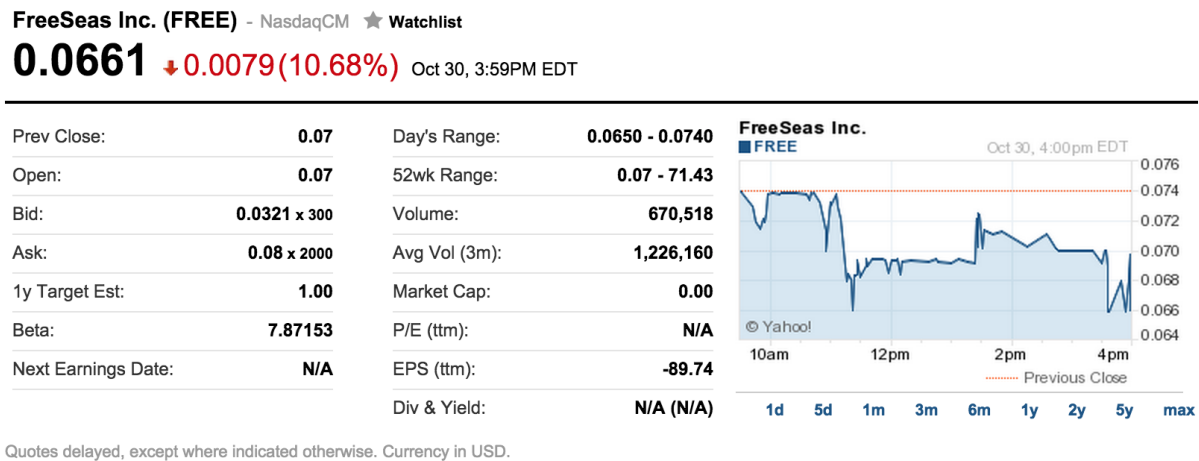 FreeSeas Inc. (FREE) - NasdaqCM Watchlist
0.0661 0.0079(10.68%) Oct 30, 3:59PM EDT
Prev Close: 0.07
Open: 0.07
Bid: 0.0321 x 300
Ask: 0.08 x 2000
1y Target Est: 1.00
Beta: 7.87153
Next Earnings Date: N/A
Day's Range: 0.0650 - 0.0740
52wk Range: 0.07 - 71.43
Volume: 670,518
Avg Vol (3m): 1,226,160
Market Cap: 0.00
P/E (ttm): N/A
EPS (ttm): -89.74
Div & Yield: N/A (N/A)
FreeSeas Inc.
FREE Oct 30, 4:00pm EDT
0.076
0.074
0.072
0.070
0.068
0.066
0.064
© Yahoo!
10am 12pm 2pm 4pm
Previous Close
1d 5d 1m 3m 6m 1y 2y 5y max
Quotes delayed, except where indicated otherwise. Currency in USD.